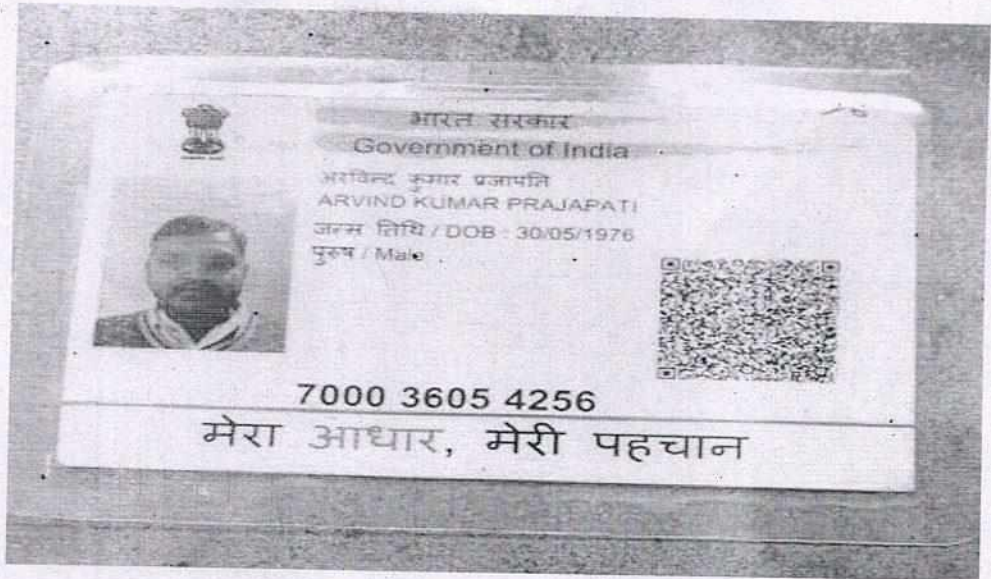 भारत सरकार
Government of India
अरविन्द कुमार प्रजापति
ARVIND KUMAR PRAJAPATI
जन्म तिथि / DOB : 30/05/1976
पुरुष / Male
7000 3605 4256
मेरा आधार, मेरी पहचान